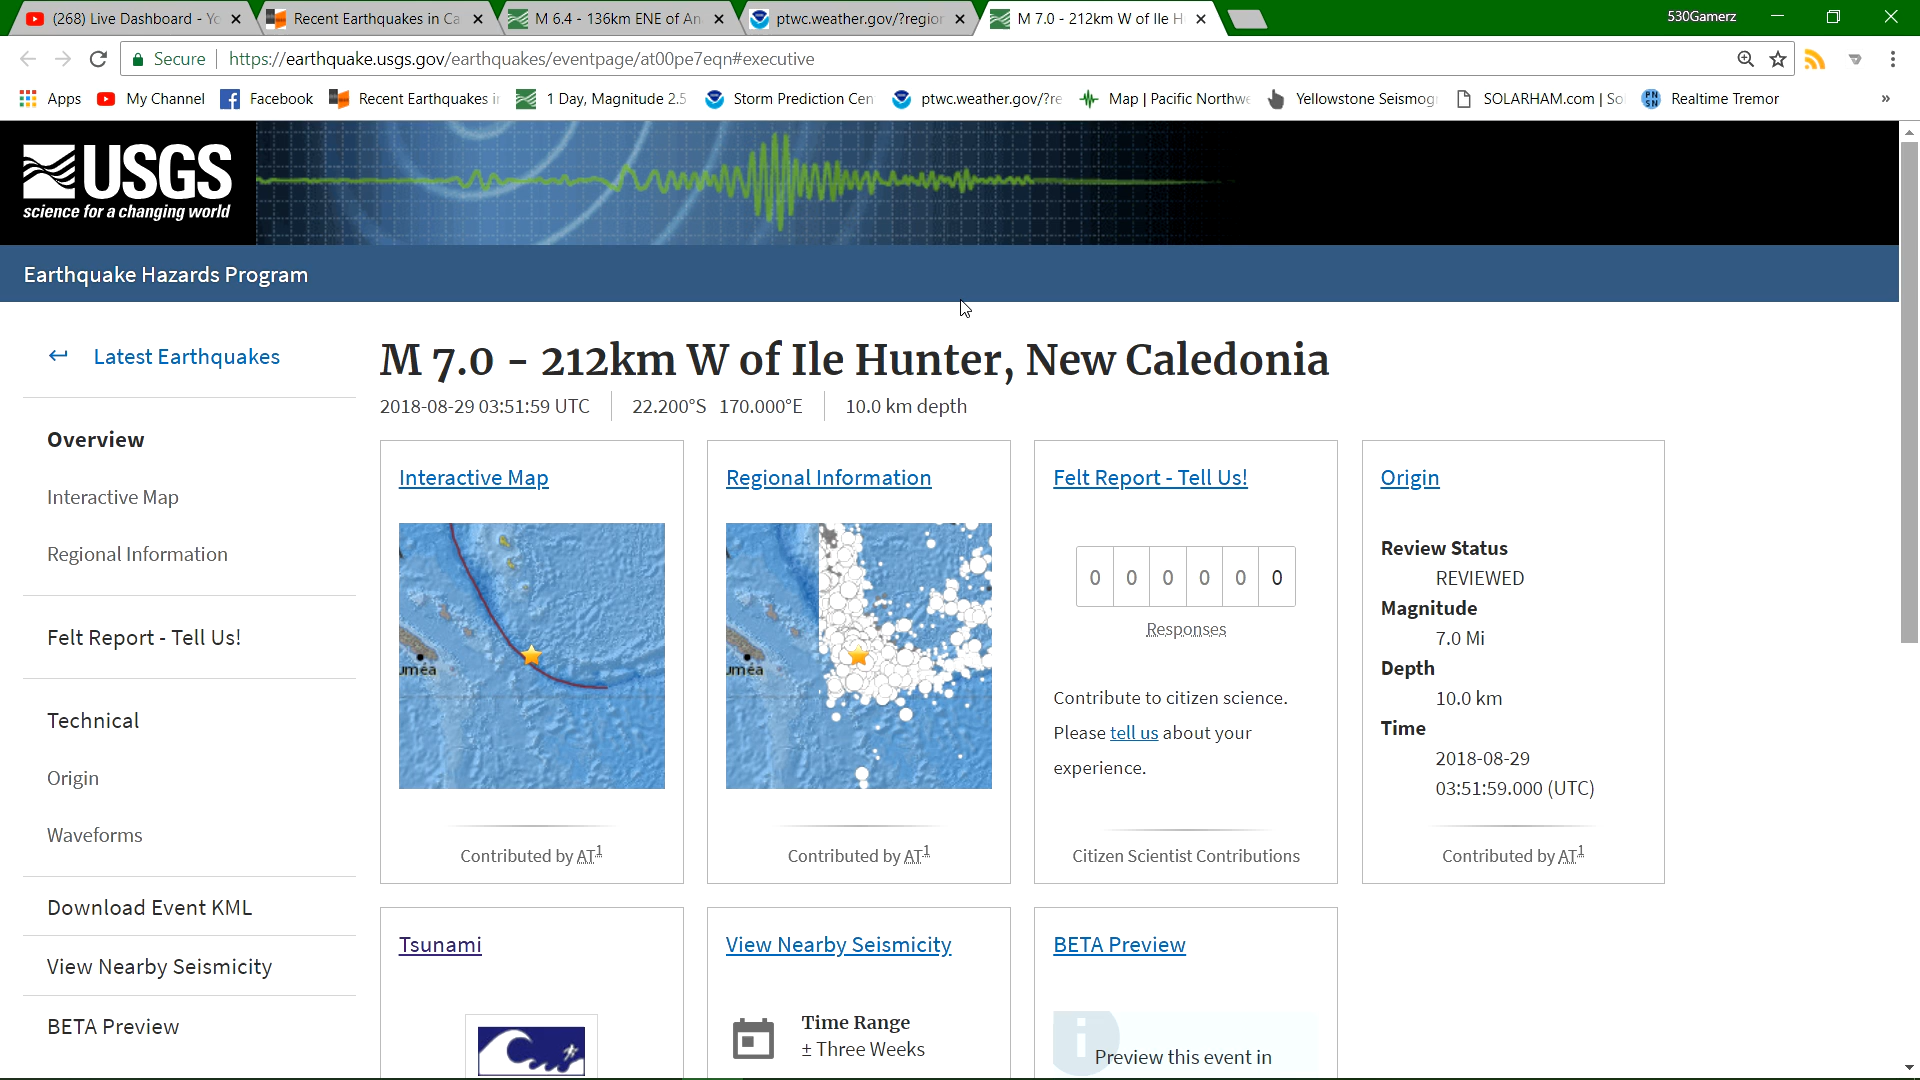 (268) Live Dashboard - Yo
Recent Earthquakes in Ca
M 6.4 - 136km ENE of An
ptwc.weather.gov/?region
M 7.0 - 212km W of Ile H
530Gamerz
Secure
https://earthquake.usgs.gov/earthquakes/eventpage/at00pe7eqn#executive
Apps
My Channel
Facebook
Recent Earthquakes i
1 Day, Magnitude 2.5
Storm Prediction Cen
ptwc.weather.gov/?re
Map | Pacific Northwe
Yellowstone Seismog
SOLARHAM.com | So
Realtime Tremor
»
USGS
science for a changing world
Earthquake Hazards Program
Latest Earthquakes
Overview
Interactive Map
Regional Information
Felt Report - Tell Us!
Technical
Origin
Waveforms
Download Event KML
View Nearby Seismicity
BETA Preview
M 7.0 - 212km W of Ile Hunter, New Caledonia
2018-08-29 03:51:59 UTC
22.200°S 170.000°E
10.0 km depth
Interactive Map
uméa
Contributed by AT1
Regional Information
uméa
Contributed by AT1
Felt Report - Tell Us!
0 0 0 0 0 0
Responses
Contribute to citizen science.
Please tell us about your
experience.
Citizen Scientist Contributions
Origin
Review Status
REVIEWED
Magnitude
7.0 Mi
Depth
10.0 km
Time
2018-08-29
03:51:59.000 (UTC)
Contributed by AT1
Tsunami
View Nearby Seismicity
Time Range
± Three Weeks
BETA Preview
Preview this event in